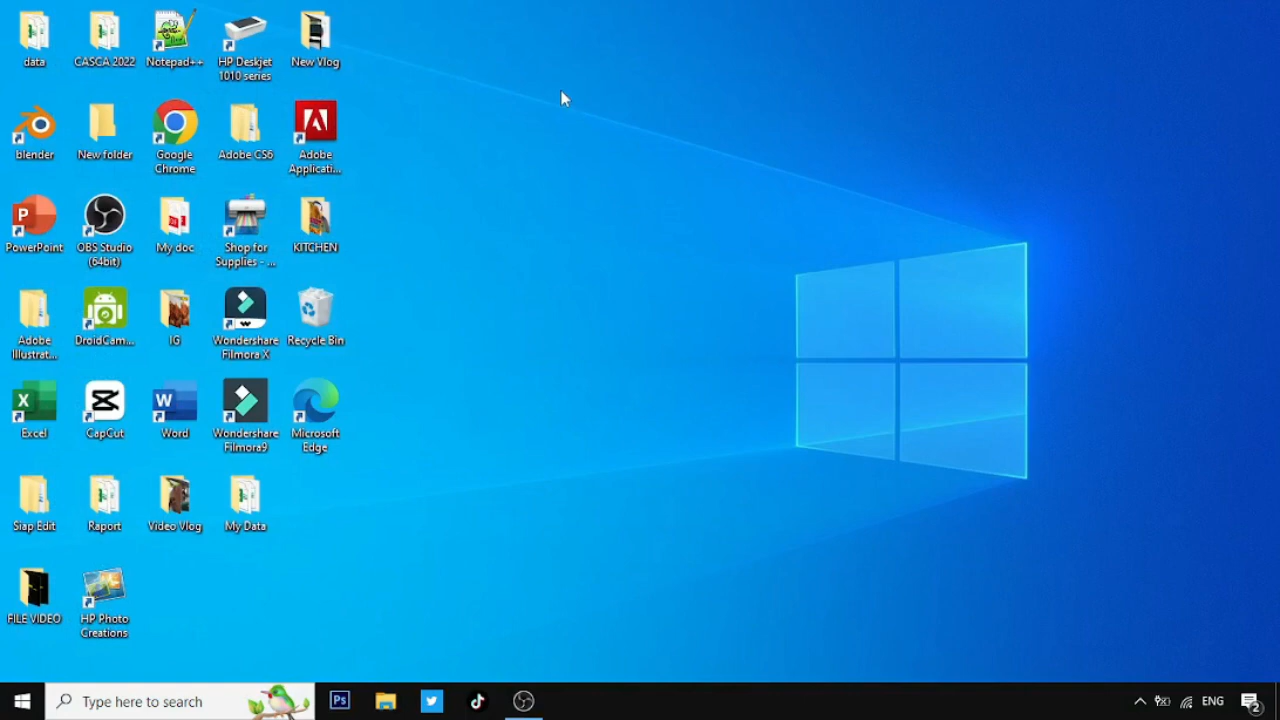 data
CASCA 2022
Notepad++
HP Deskjet
1010 series
New Vlog
blender
New folder
Google
Chrome
Adobe CS6
Adobe
Applicati...
PowerPoint
OBS Studio
(64bit)
My doc
Shop for
Supplies - ...
KITCHEN
Adobe
Illustrat...
DroidCam...
IG
Wondershare
Filmora X
Recycle Bin
Excel
CapCut
Word
Wondershare
Filmora9
Microsoft
Edge
Siap Edit
Raport
Video Vlog
My Data
FILE VIDEO
HP Photo
Creations
Type here to search
Ps
ENG
2